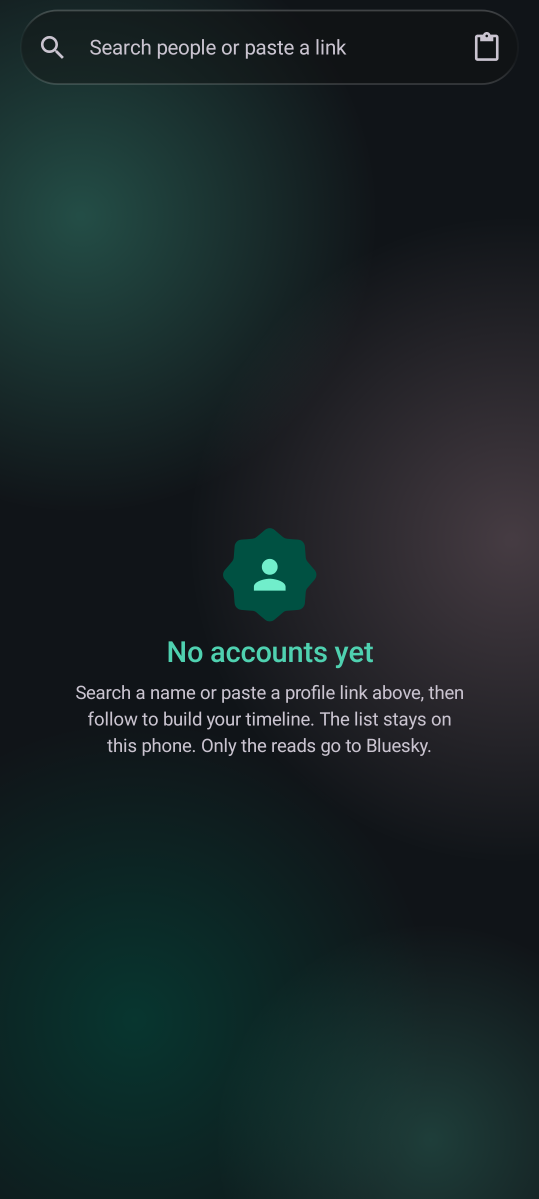 Search people or paste a link
No accounts yet
Search a name or paste a profile link above, then
follow to build your timeline. The list stays on
this phone. Only the reads go to Bluesky.